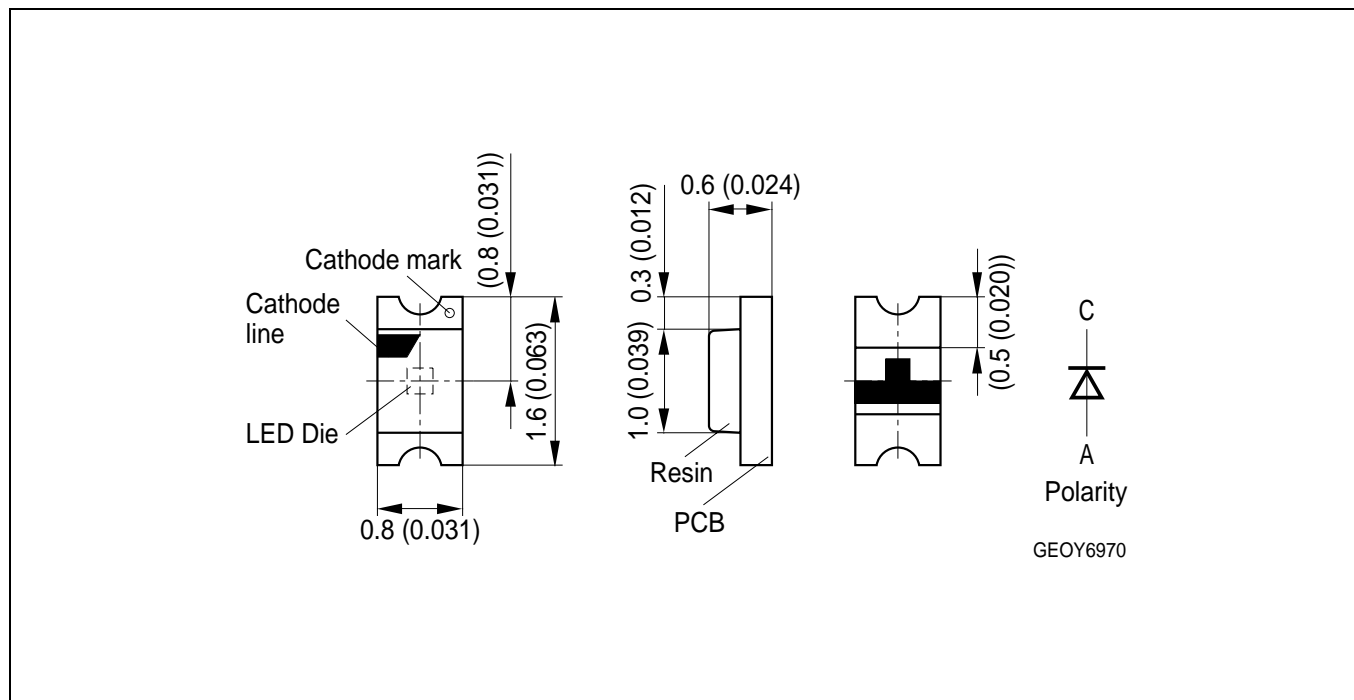 (0.8 (0.031))
0.6 (0.024)
0.3 (0.012)
Cathode mark
Cathode
line
1.6 (0.063)
1.0 (0.039)
(0.5 (0.020))
C
LED Die
Resin
A
Polarity
0.8 (0.031)
PCB
GEOY6970